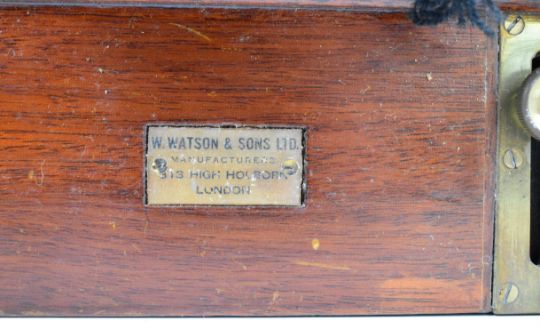 W. WATSON & SONS LTD.
MANUFACTURERS
313 HIGH HOLBORN
LONDON